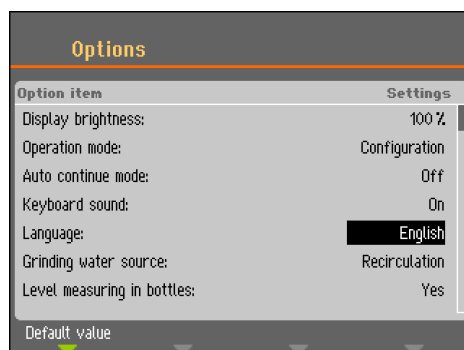 Options
Option item Settings
Display brightness: 100 %
Operation mode: Configuration
Auto continue mode: Off
Keyboard sound: On
Language: English
Grinding water source: Recirculation
Level measuring in bottles: Yes
Default value